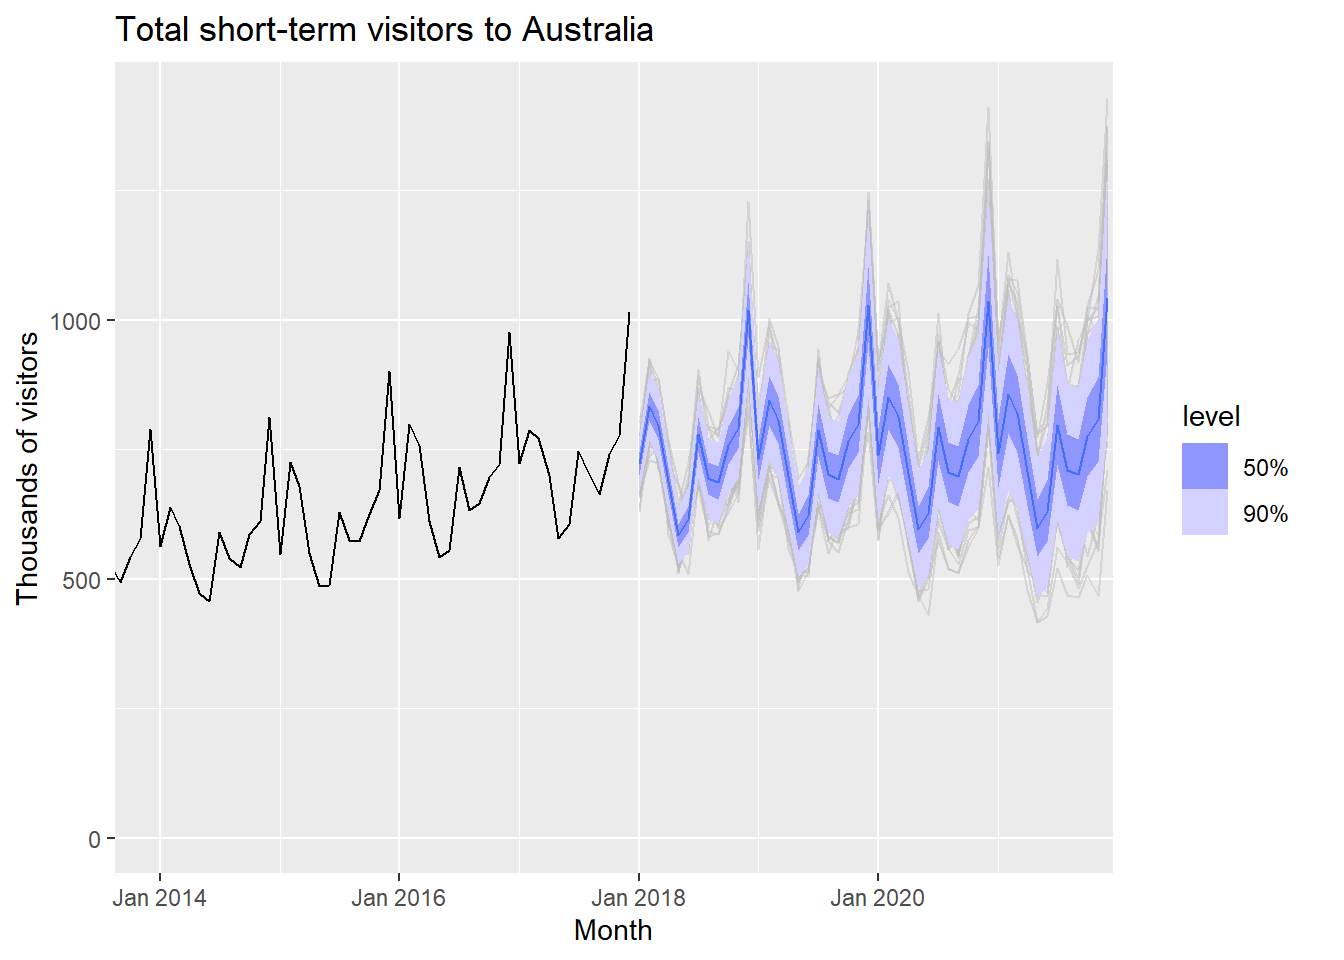 Total short-term visitors to Australia
Thousands of visitors
1000
500
0
Jan 2014
Jan 2016
Jan 2018
Jan 2020
Month
level
50%
90%